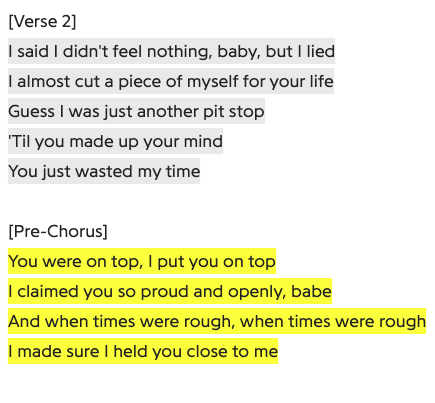 [Verse 2]
I said I didn't feel nothing, baby, but I lied
I almost cut a piece of myself for your life
Guess I was just another pit stop
'Til you made up your mind
You just wasted my time
[Pre-Chorus]
You were on top, I put you on top
I claimed you so proud and openly, babe
And when times were rough, when times were rough
I made sure I held you close to me